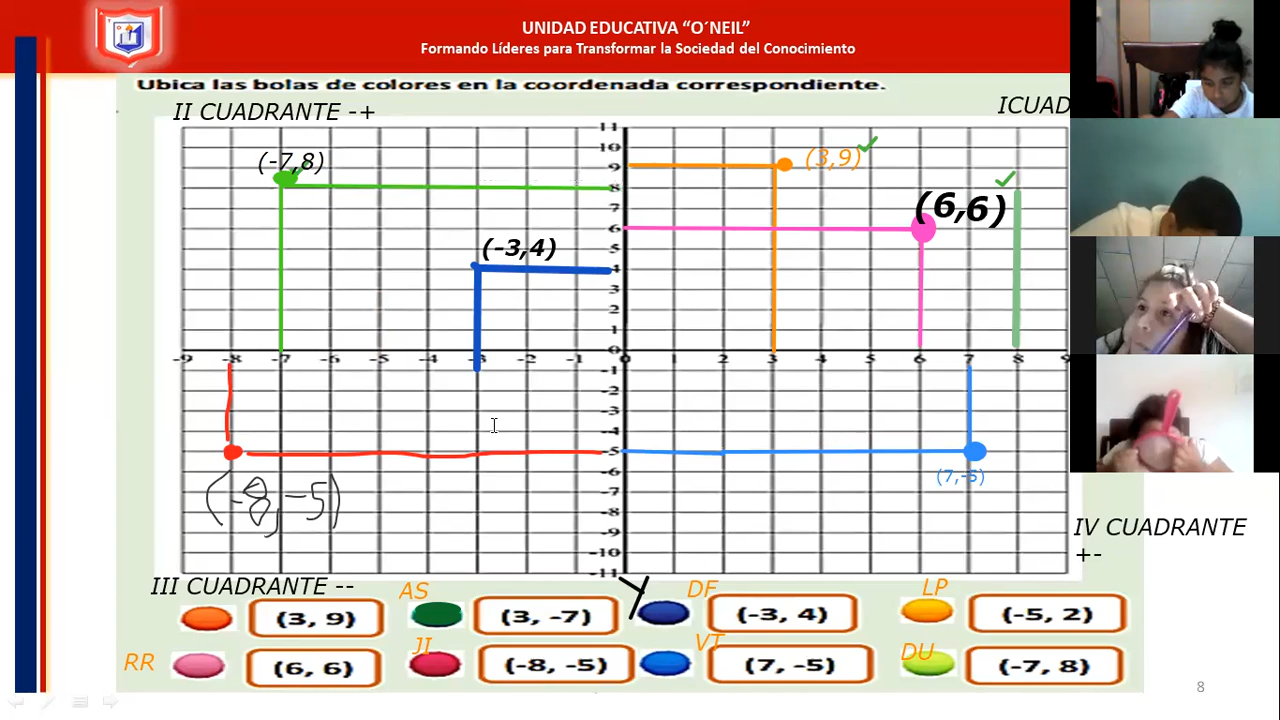 UNIDAD EDUCATIVA “O´NEIL”
Formando Líderes para Transformar la Sociedad del Conocimiento
Ubica las bolas de colores en la coordenada correspondiente.
II CUADRANTE -+
ICUAD
(-7,8)
(3,9)
(6,6)
(-3,4)
11
10
9
8
7
6
5
4
3
2
1
0
-9 -8 -7 -5 -4 -3 -2 -1 0 1 2 3 4 5 6 7 8 9
-1
-2
-3
-4
-5
-6
-7
-8
-9
-10
-11
(-8,-5)
(7,-5)
IV CUADRANTE
+-
III CUADRANTE --
Y
AS DF LP
(3, 9) (3, -7) (-3, 4) (-5, 2)
RR JI VT DU
(6, 6) (-8, -5) (7, -5) (-7, 8)
8